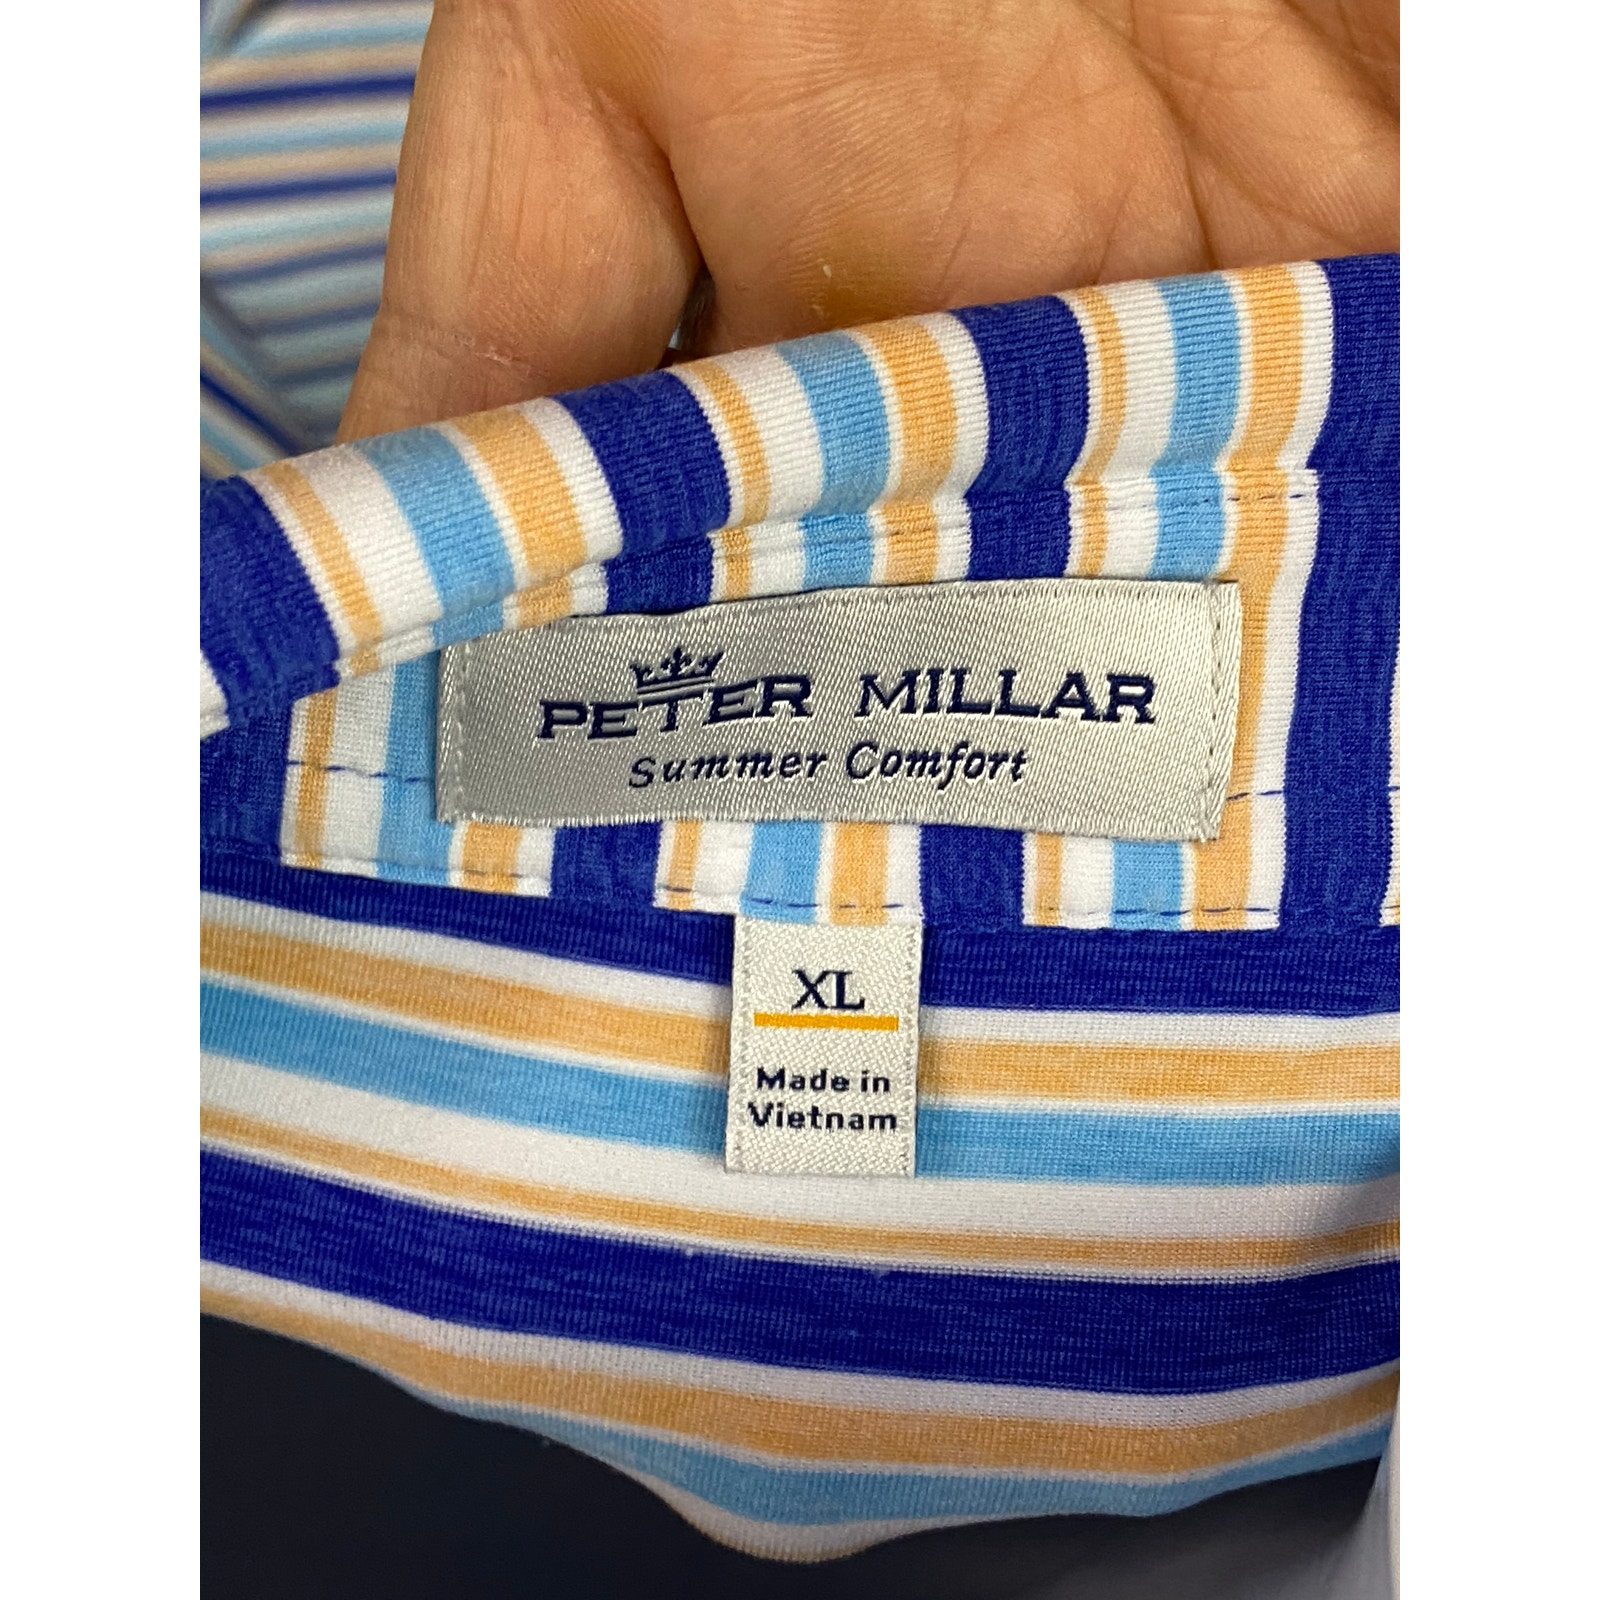 PETER MILLAR
Summer Comfort
XL
Made in
Vietnam